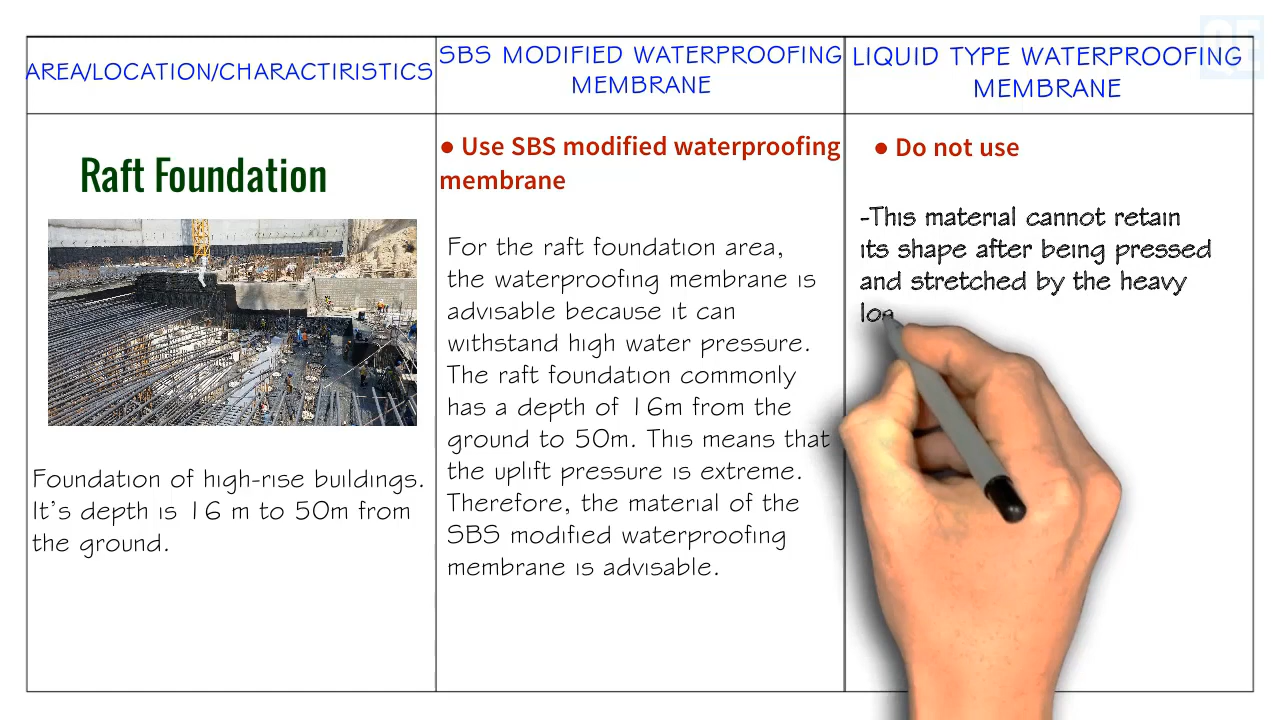 QE
AREA/LOCATION/CHARACTIRISTICS
SBS MODIFIED WATERPROOFING
MEMBRANE
LIQUID TYPE WATERPROOFING
MEMBRANE
Raft Foundation
Foundation of high-rise buildings.
It's depth is 16 m to 50m from
the ground.
● Use SBS modified waterproofing
membrane
For the raft foundation area,
the waterproofing membrane is
advisable because it can
withstand high water pressure.
The raft foundation commonly
has a depth of 16m from the
ground to 50m. This means that
the uplift pressure is extreme.
Therefore, the material of the
SBS modified waterproofing
membrane is advisable.
● Do not use
-This material cannot retain
its shape after being pressed
and stretched by the heavy